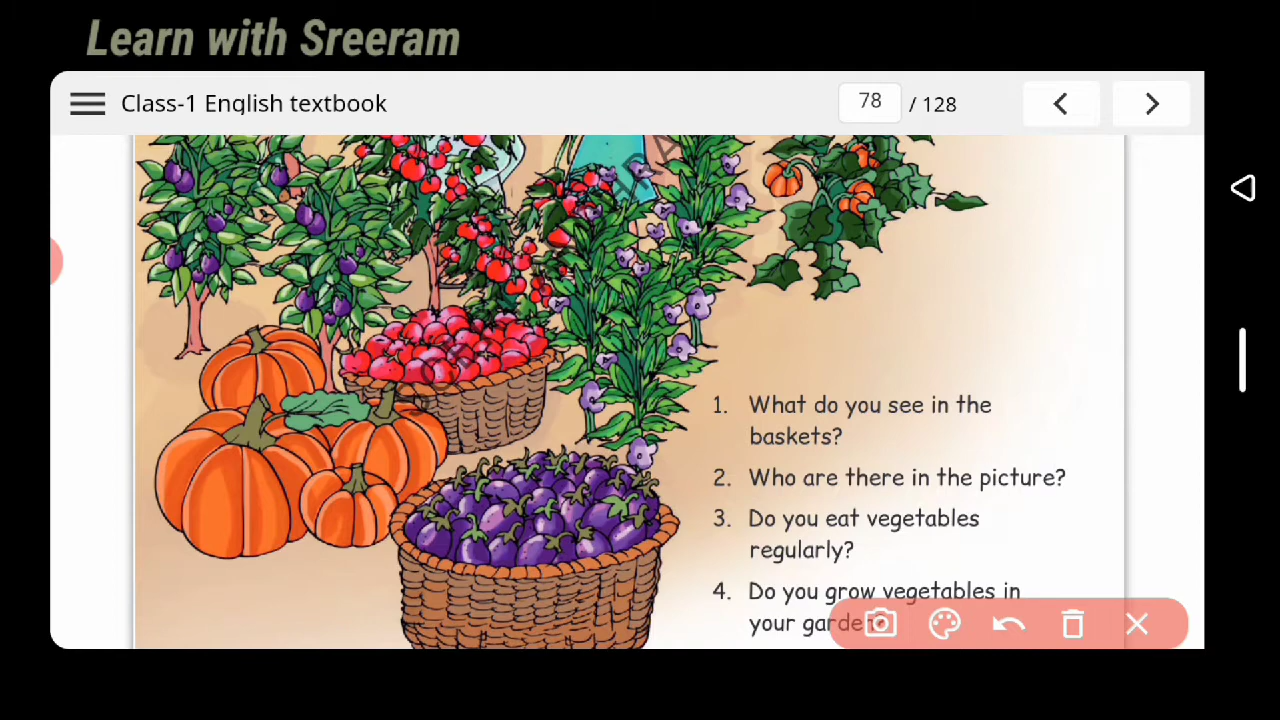 Learn with Sreeram
Class-1 English textbook
78 / 128
1. What do you see in the
baskets?
2. Who are there in the picture?
3. Do you eat vegetables
regularly?
4. Do you grow vegetables in
your garden?